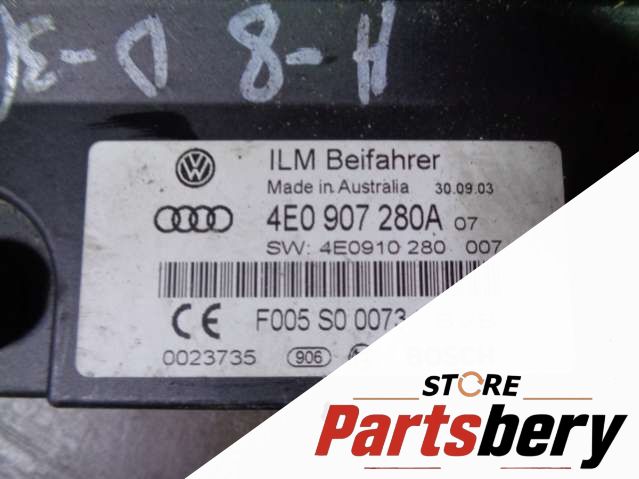 A-8 D-3
ILM Beifahrer
Made in Australia 30.09.03
4E0 907 280A 07
SW: 4E0910 280 007
F005 S0 0073
CE
0023735 906 BOSCH
STORE
Partsbery